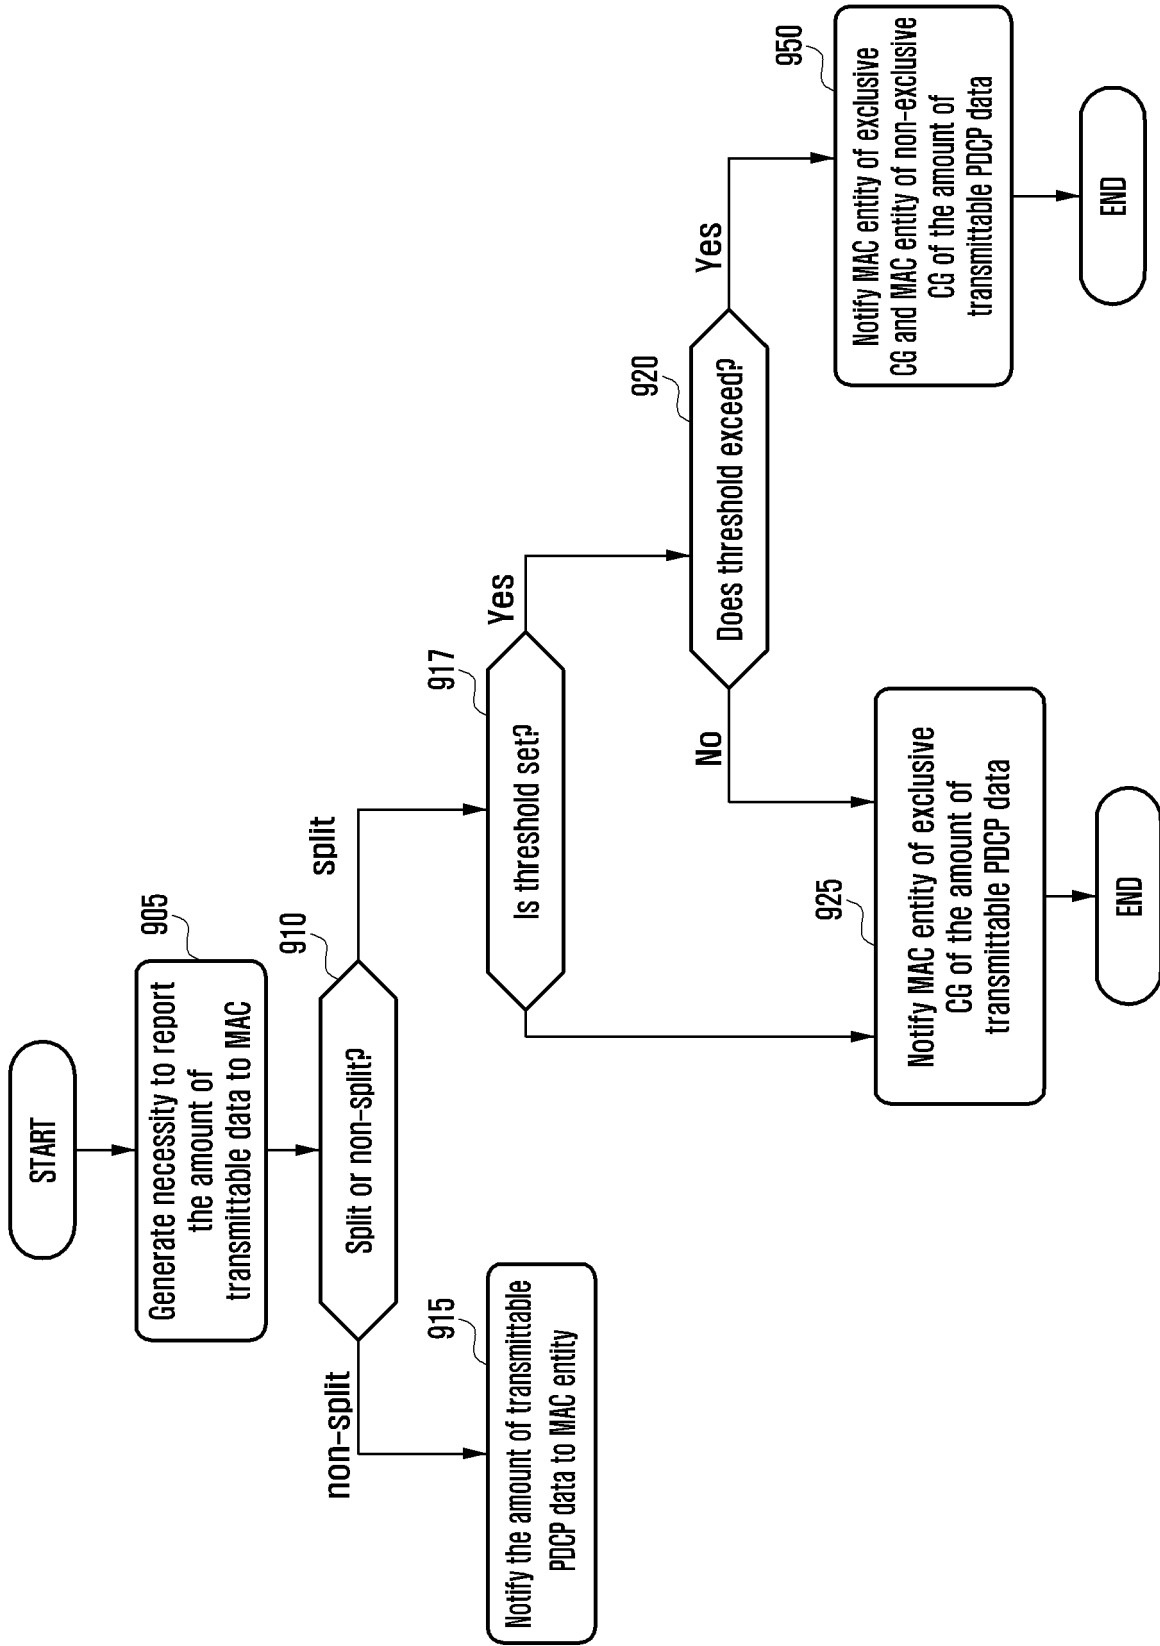 START
905
Generate necessity to report
the amount of
transmittable data to MAC
910
Split or non-split?
non-split
split
915
Notify the amount of transmittable
PDCP data to MAC entity
917
Is threshold set?
Yes
920
Does threshold exceed?
No
Yes
925
Notify MAC entity of exclusive
CG of the amount of
transmittable PDCP data
END
950
Notify MAC entity of exclusive
CG and MAC entity of non-exclusive
CG of the amount of
transmittable PDCP data
END